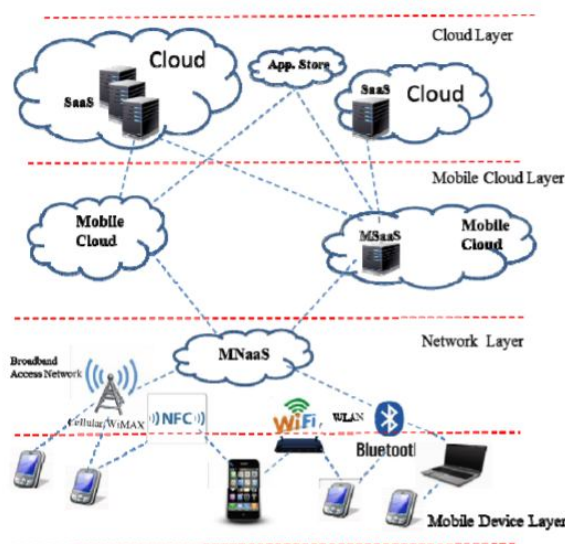 Cloud Layer
Cloud
App. Store
SaaS
SaaS
Cloud
Mobile Cloud Layer
Mobile
Cloud
MSaaS
Mobile
Cloud
MNaaS
Network Layer
Broadband
Access Network
Cellular/WiMAX
NFC
WiFi
WLAN
Bluetootl
Mobile Device Layer